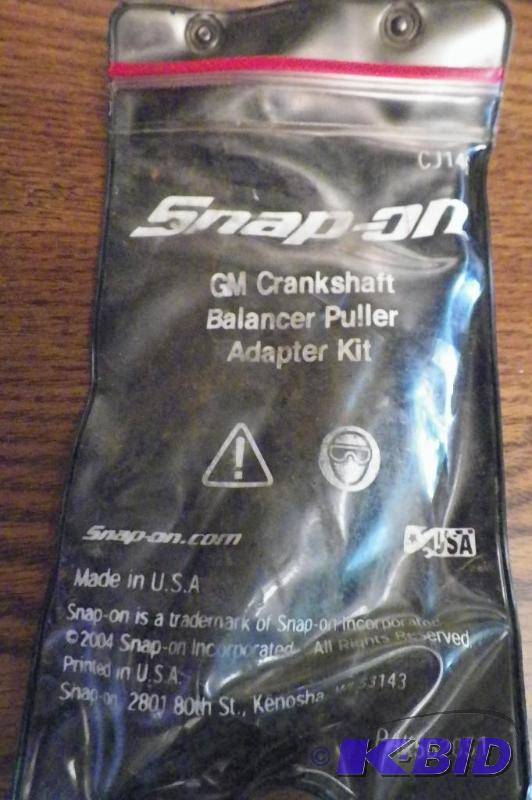 CJ14
Snap-on
GM Crankshaft
Balancer Puller
Adapter Kit
!
Snap-on.com
USA
Made in U.S.A
Snap-on is a trademark of Snap-on Incorporated
©2004 Snap-on Incorporated All Rights Reserved
Printed in U.S.A.
Snap-on 2801 80th St., Kenosha, WI 53143
© K-BID